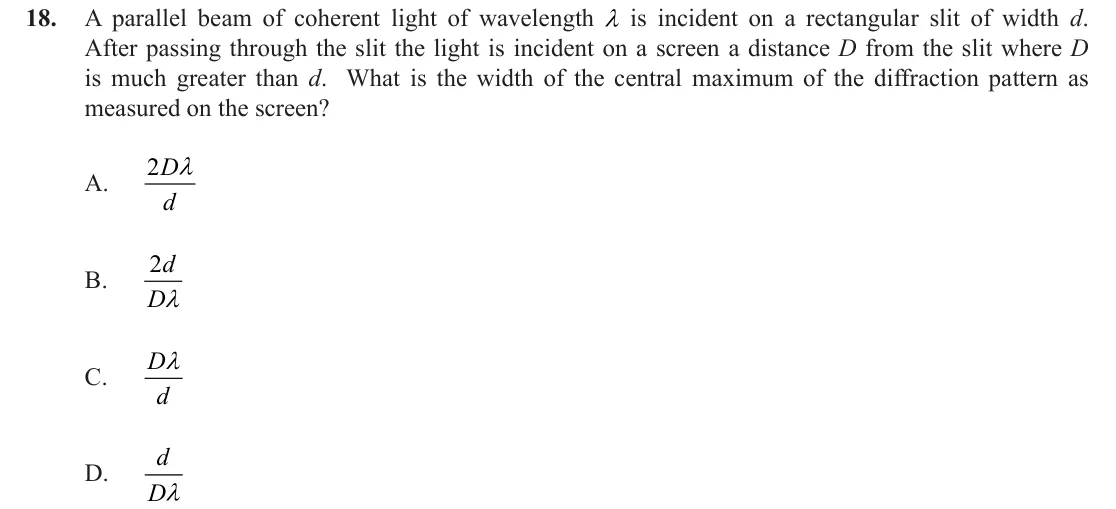 18. A parallel beam of coherent light of wavelength λ is incident on a rectangular slit of width d.
After passing through the slit the light is incident on a screen a distance D from the slit where D
is much greater than d. What is the width of the central maximum of the diffraction pattern as
measured on the screen?
A. 2Dλ/d
B. 2d/Dλ
C. Dλ/d
D. d/Dλ